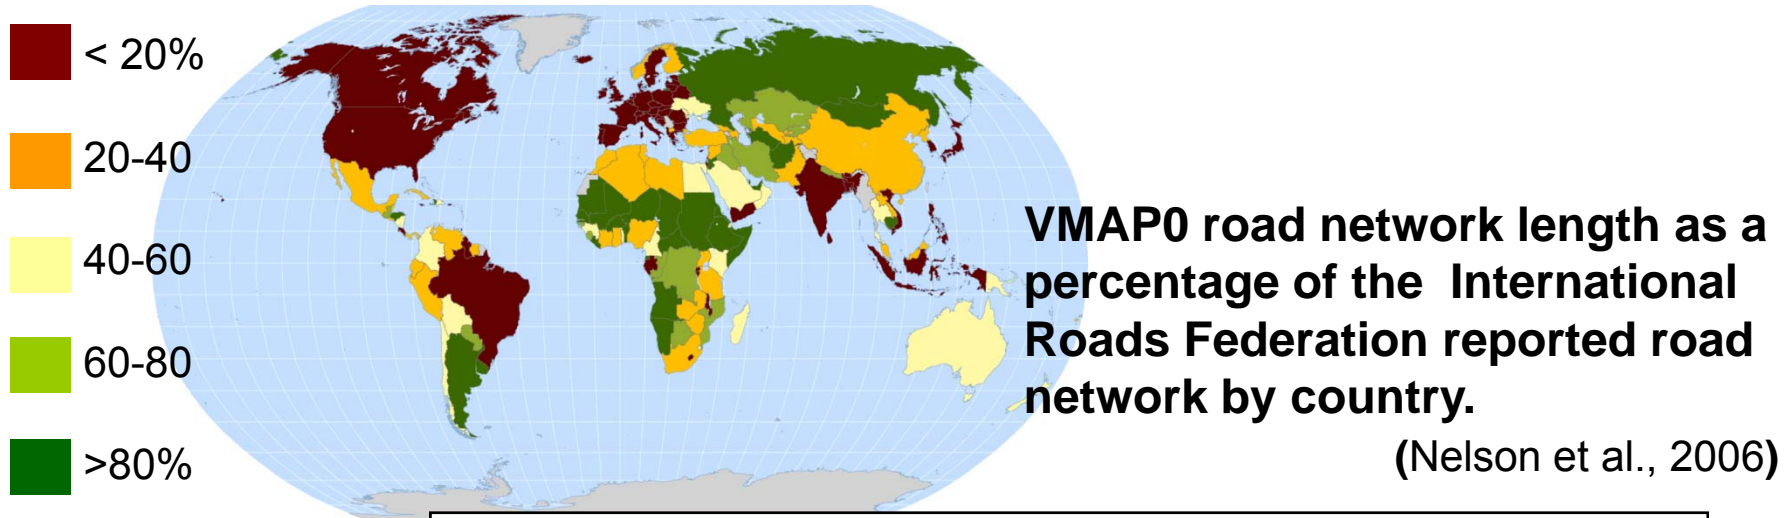 < 20%
20-40
40-60
60-80
>80%
VMAP0 road network length as a
percentage of the  International
Roads Federation reported road
network by country.
(Nelson et al., 2006)